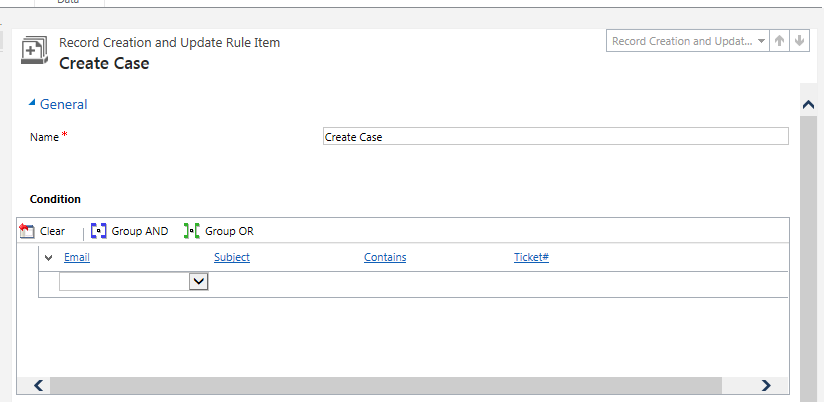 Data
Record Creation and Update Rule Item
Record Creation and Updat...
Create Case
General
Name *
Create Case
Condition
Clear Group AND Group OR
Email Subject Contains Ticket#